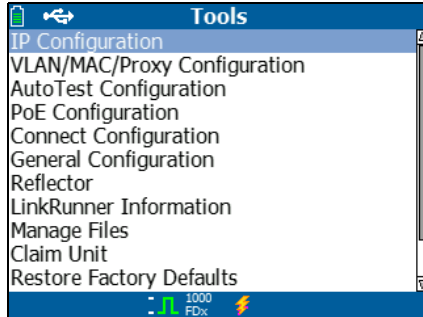 Tools
IP Configuration
VLAN/MAC/Proxy Configuration
AutoTest Configuration
PoE Configuration
Connect Configuration
General Configuration
Reflector
LinkRunner Information
Manage Files
Claim Unit
Restore Factory Defaults
1000
FDx